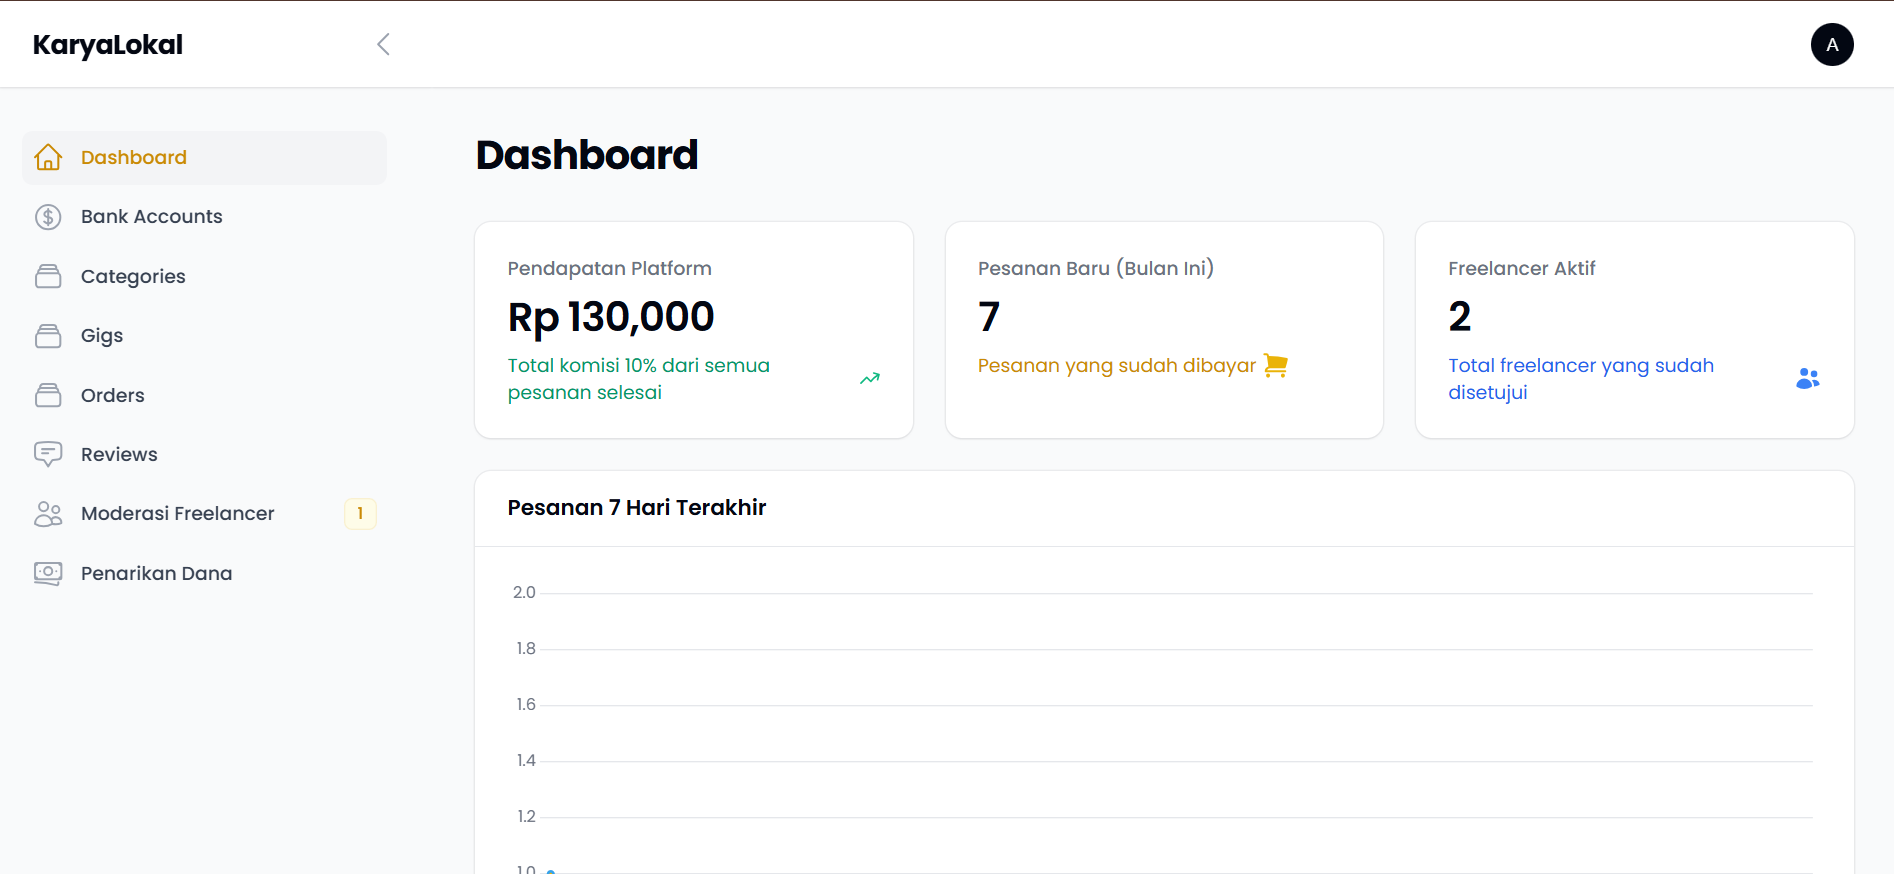 KaryaLokal
A
Dashboard
Bank Accounts
Categories
Gigs
Orders
Reviews
Moderasi Freelancer 1
Penarikan Dana
Dashboard
Pendapatan Platform
Rp 130,000
Total komisi 10% dari semua
pesanan selesai
Pesanan Baru (Bulan Ini)
7
Pesanan yang sudah dibayar
Freelancer Aktif
2
Total freelancer yang sudah
disetujui
Pesanan 7 Hari Terakhir
2.0
1.8
1.6
1.4
1.2
1.0